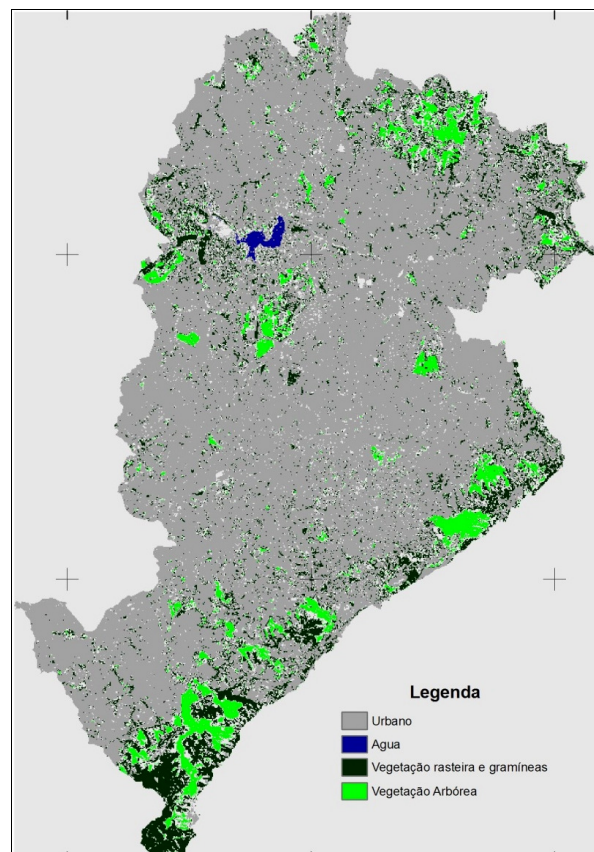 Legenda
Urbano
Agua
Vegetação rasteira e gramíneas
Vegetação Arbórea